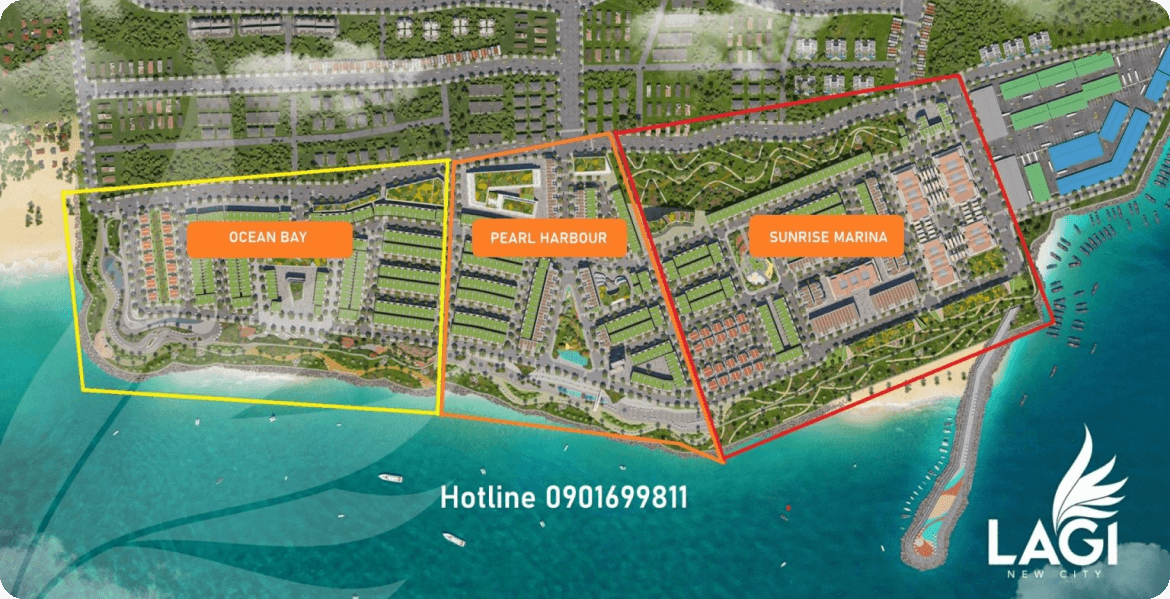 OCEAN BAY
PEARL HARBOUR
SUNRISE MARINA
Hotline 0901699811
LAGI
NEW CITY